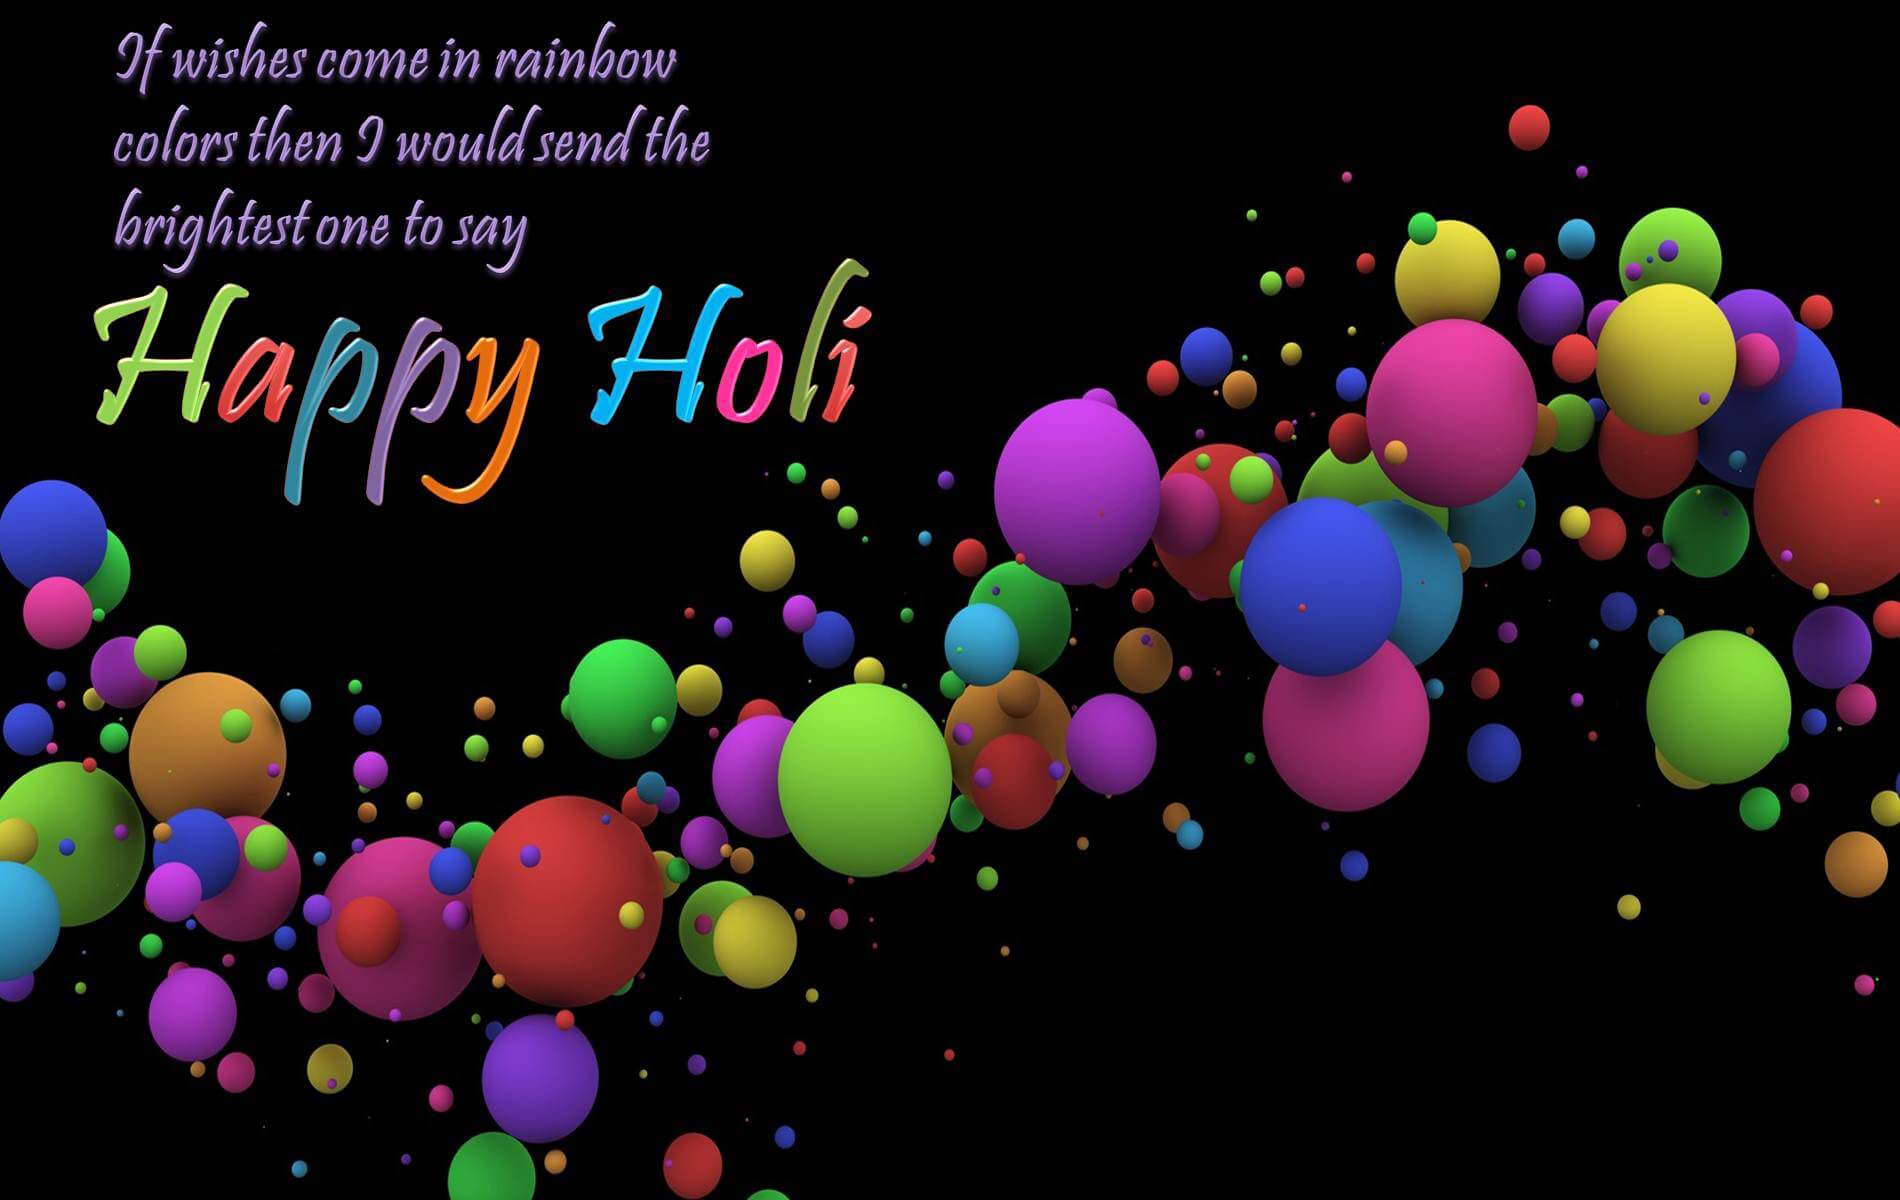 If wishes come in rainbow
colors then I would send the
brightest one to say
Happy Holi